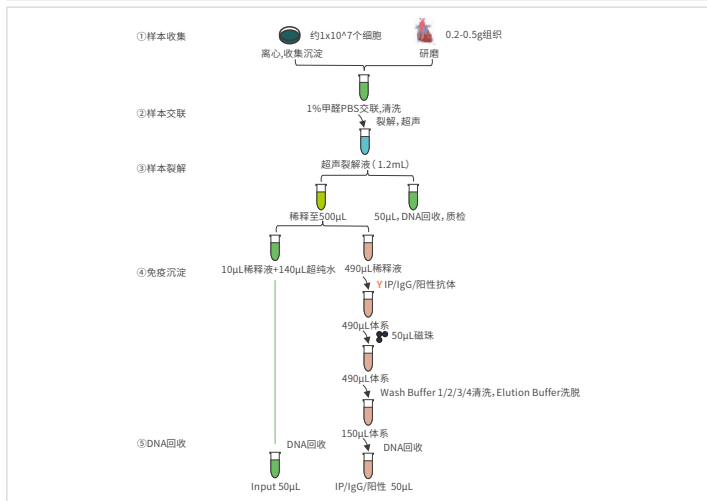 ①样本收集
约1x10^7个细胞
0.2-0.5g组织
离心,收集沉淀
研磨
②样本交联
1%甲醛PBS交联,清洗
裂解，超声
③样本裂解
超声裂解液（1.2mL）
稀释至500μL
50μL，DNA回收，质检
④免疫沉淀
10μL稀释液+140μL超纯水
490μL稀释液
Y IP/IgG/阳性抗体
490μL体系
50μL磁珠
490μL体系
Wash Buffer 1/2/3/4清洗，Elution Buffer洗脱
150μL体系
⑤DNA回收
DNA回收
DNA回收
Input 50μL
IP/IgG/阳性 50μL